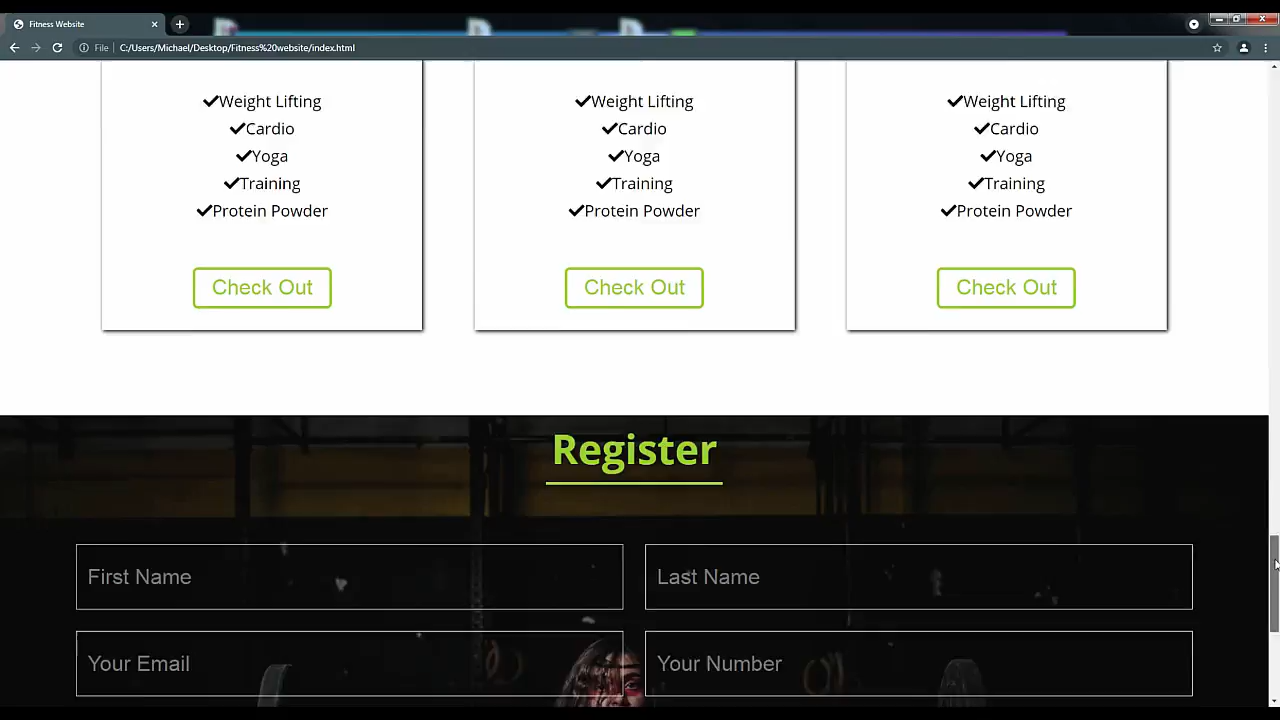 Fitness Website
File C:/Users/Michael/Desktop/Fitness%20website/index.html
Weight Lifting Weight Lifting Weight Lifting
Cardio Cardio Cardio
Yoga Yoga Yoga
Training Training Training
Protein Powder Protein Powder Protein Powder
Check Out Check Out Check Out
Register
First Name Last Name
Your Email Your Number